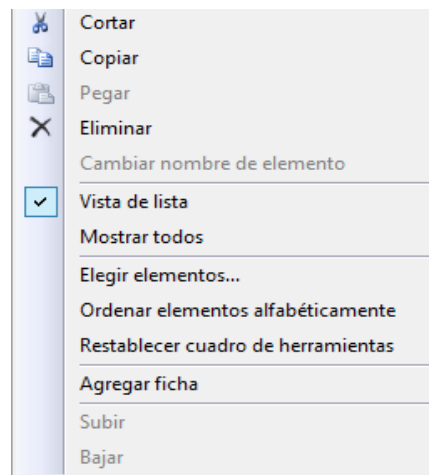 Cortar
Copiar
Pegar
Eliminar
Cambiar nombre de elemento
Vista de lista
Mostrar todos
Elegir elementos...
Ordenar elementos alfabéticamente
Restablecer cuadro de herramientas
Agregar ficha
Subir
Bajar